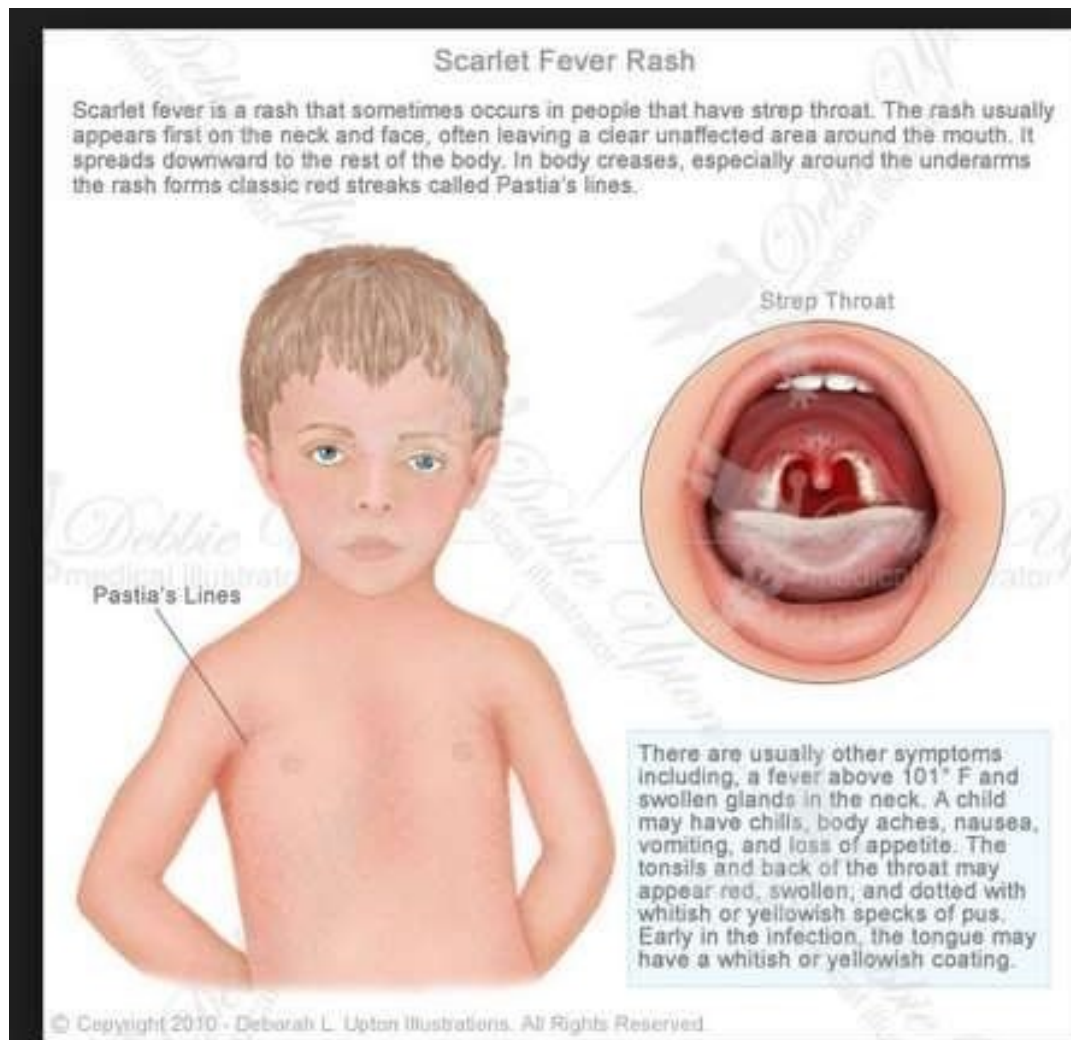 Scarlet Fever Rash
Scarlet fever is a rash that sometimes occurs in people that have strep throat. The rash usually
appears first on the neck and face, often leaving a clear unaffected area around the mouth. It
spreads downward to the rest of the body. In body creases, especially around the underarms
the rash forms classic red streaks called Pastia's lines.
Strep Throat
Pastia's Lines
There are usually other symptoms
including, a fever above 101° F and
swollen glands in the neck. A child
may have chills, body aches, nausea,
vomiting, and loss of appetite. The
tonsils and back of the throat may
appear red, swollen, and dotted with
whitish or yellowish specks of pus.
Early in the infection, the tongue may
have a whitish or yellowish coating.
Debbie Upton
medical illustrator
© Copyright 2010 - Deborah L. Upton Illustrations. All Rights Reserved.